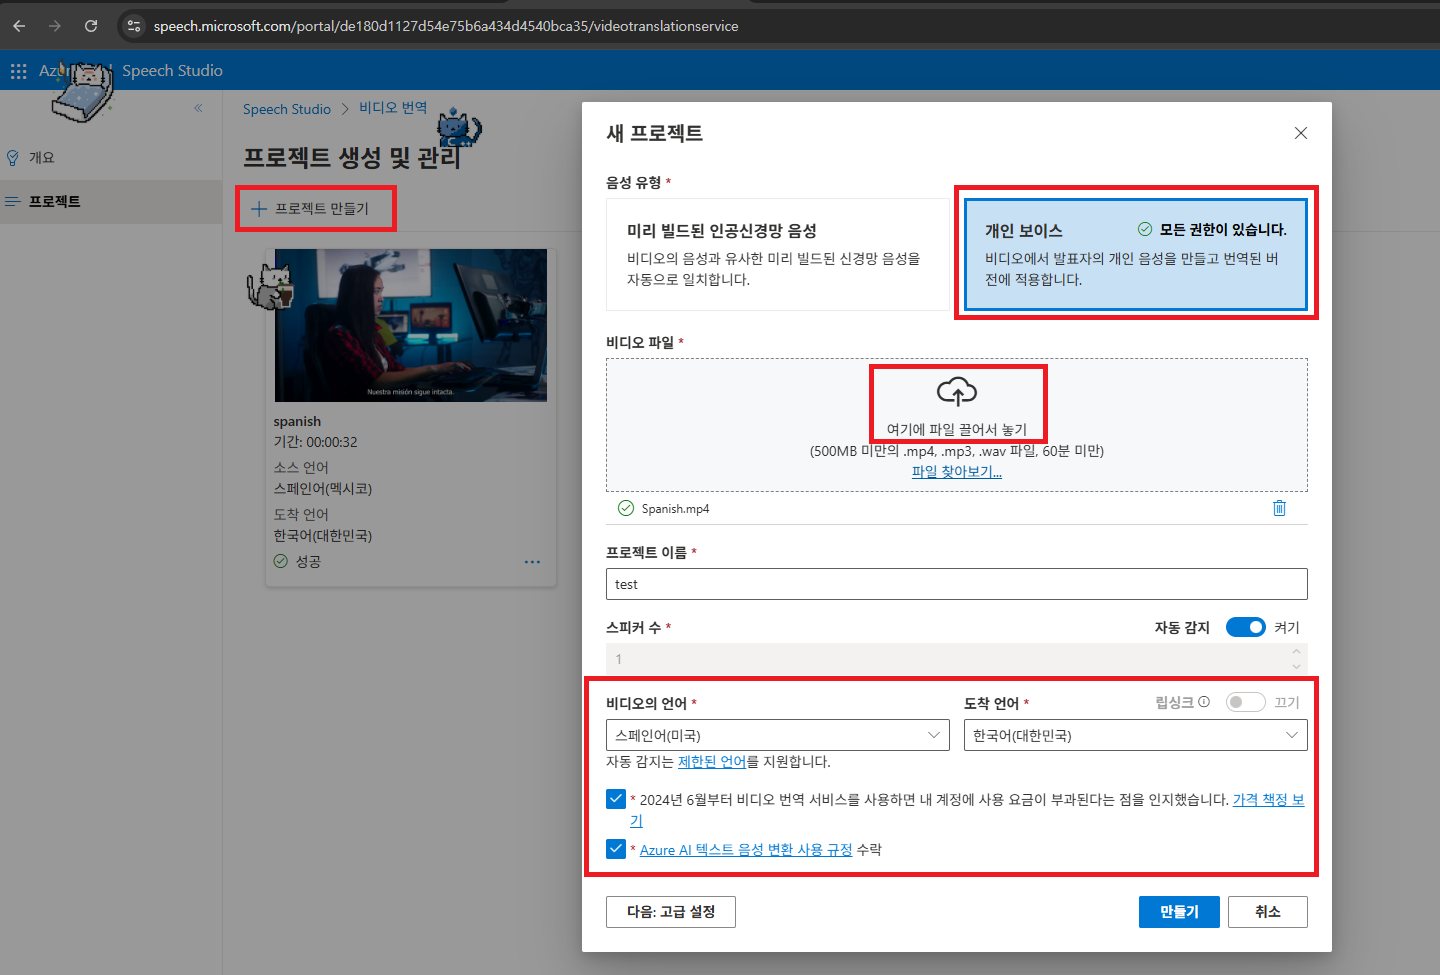 speech.microsoft.com/portal/de180d1127d54e75b6a434d4540bca35/videotranslationservice
Speech Studio
Speech Studio > 비디오 번역
개요
프로젝트
프로젝트 생성 및 관리
프로젝트 만들기
Nuestra misión sigue intacta.
spanish
기간: 00:00:32
소스 언어
스페인어(멕시코)
도착 언어
한국어(대한민국)
성공
새 프로젝트
음성 유형 *
미리 빌드된 인공신경망 음성
비디오의 음성과 유사한 미리 빌드된 신경망 음성을
자동으로 일치합니다.
개인 보이스
모든 권한이 있습니다.
비디오에서 발표자의 개인 음성을 만들고 번역된 버
전에 적용합니다.
비디오 파일 *
여기에 파일 끌어서 놓기
(500MB 미만의 .mp4, .mp3, .wav 파일, 60분 미만)
파일 찾아보기...
Spanish.mp4
프로젝트 이름 *
test
스피커 수 *
자동 감지 켜기
1
비디오의 언어 *
스페인어(미국)
자동 감지는 제한된 언어를 지원합니다.
도착 언어 *
립싱크 끄기
한국어(대한민국)
* 2024년 6월부터 비디오 번역 서비스를 사용하면 내 계정에 사용 요금이 부과된다는 점을 인지했습니다. 가격 책정 보
기
* Azure AI 텍스트 음성 변환 사용 규정 수락
다음: 고급 설정
만들기
취소